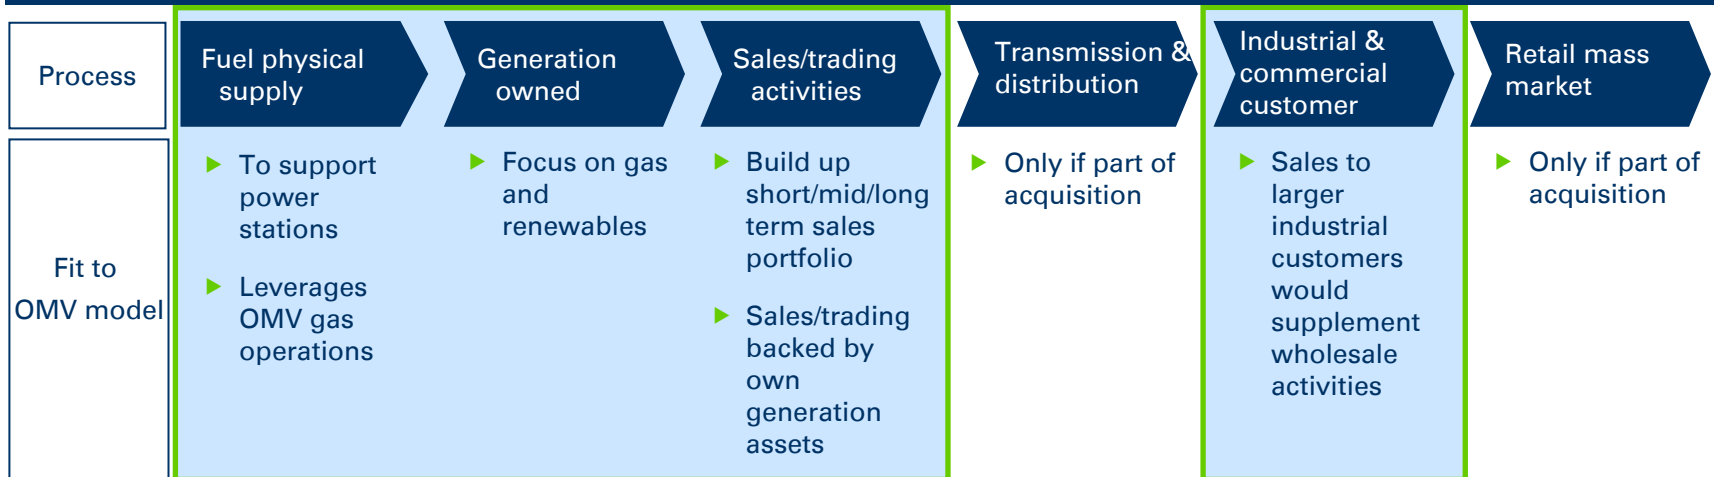 Process
Fuel physical
supply
Generation
owned
Sales/trading
activities
Transmission &
distribution
Industrial &
commercial
customer
Retail mass
market
Fit to
OMV model
To support
power
stations
Leverages
OMV gas
operations
Focus on gas
and
renewables
Build up
short/mid/long
term sales
portfolio
Sales/trading
backed by
own
generation
assets
Only if part of
acquisition
Sales to
larger
industrial
customers
would
supplement
wholesale
activities
Only if part of
acquisition